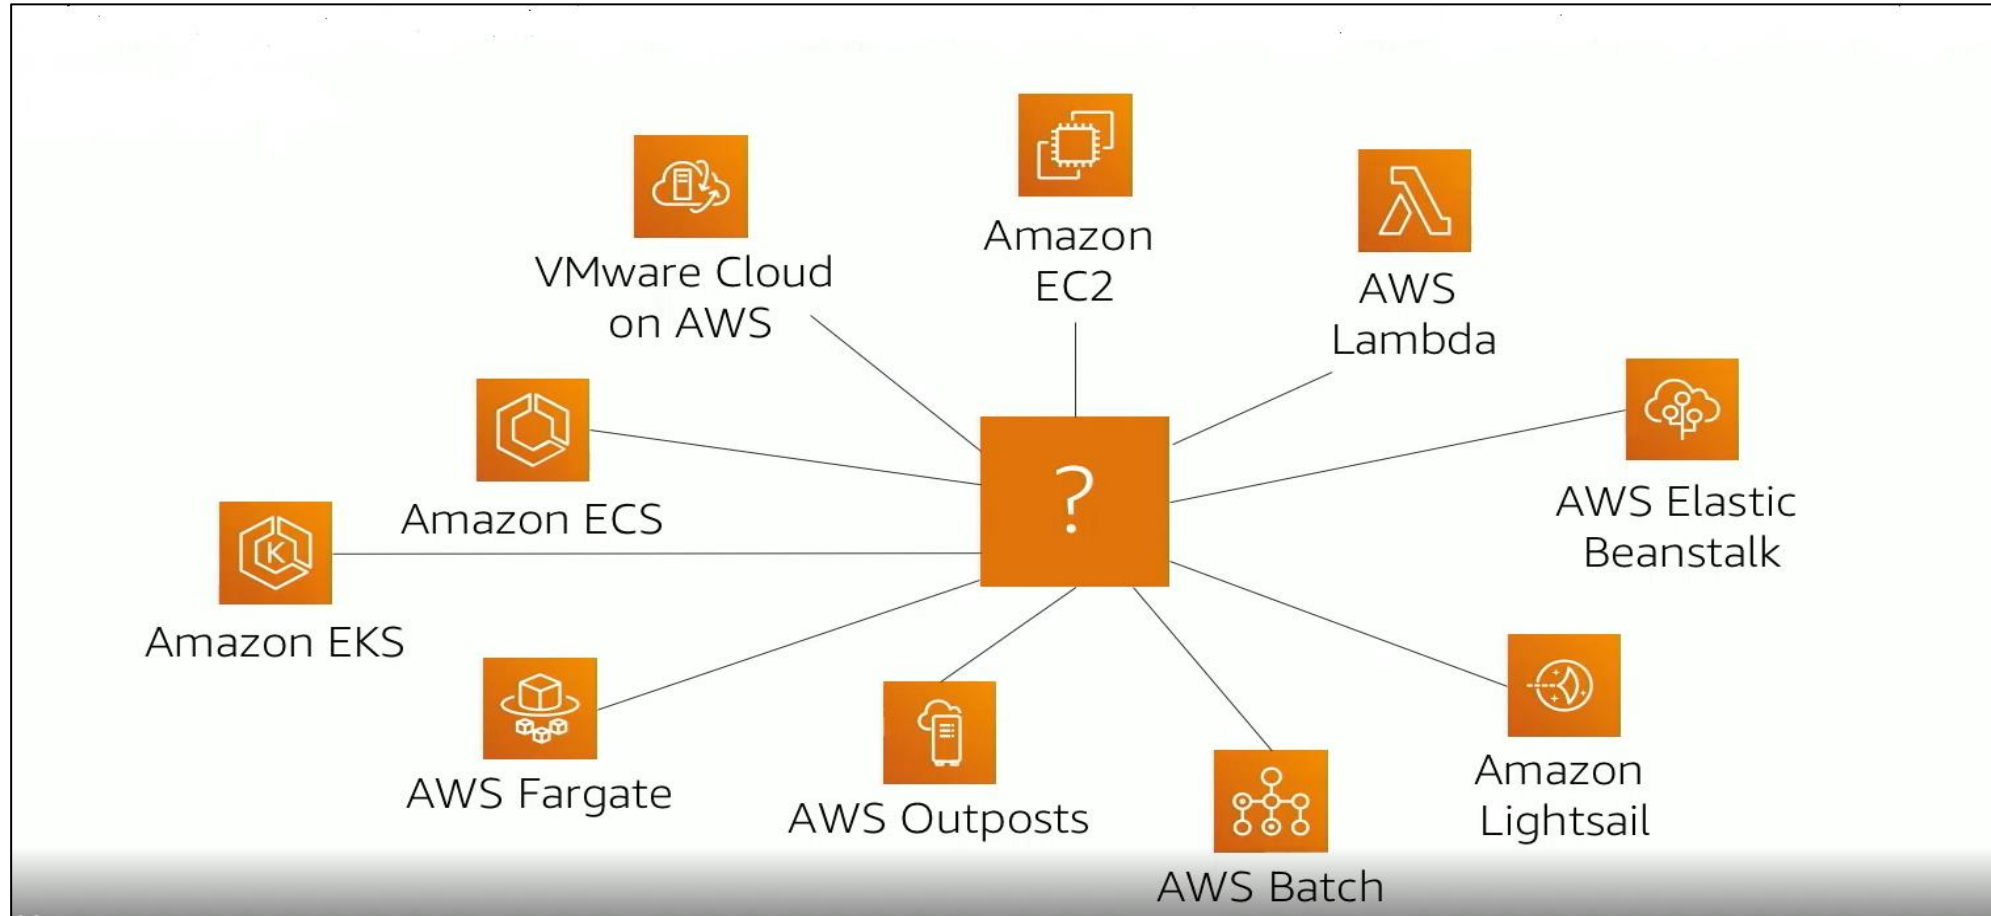 Amazon
EC2
VMware Cloud
on AWS
AWS
Lambda
?
Amazon ECS
AWS Elastic
Beanstalk
K
Amazon EKS
AWS Fargate
AWS Outposts
Amazon
Lightsail
AWS Batch